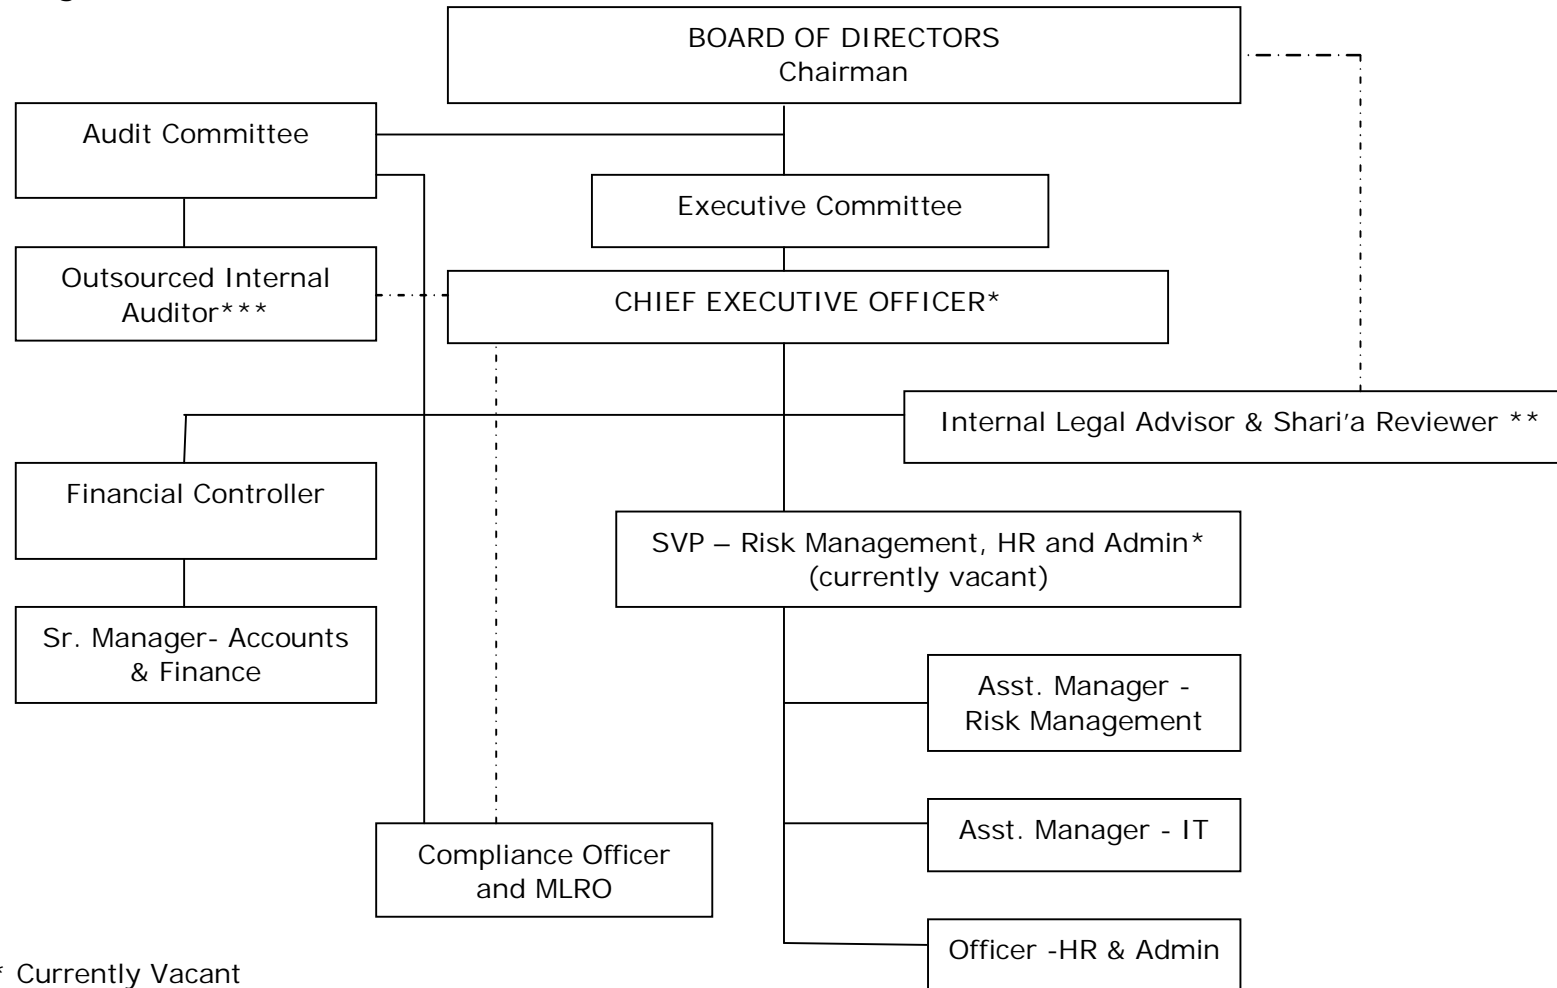 BOARD OF DIRECTORS
Chairman
Audit Committee
Executive Committee
Outsourced Internal
Auditor***
CHIEF EXECUTIVE OFFICER*
Internal Legal Advisor & Shari’a Reviewer **
Financial Controller
SVP – Risk Management, HR and Admin*
(currently vacant)
Sr. Manager- Accounts
& Finance
Asst. Manager -
Risk Management
Asst. Manager - IT
Compliance Officer
and MLRO
Officer -HR & Admin
* Currently Vacant